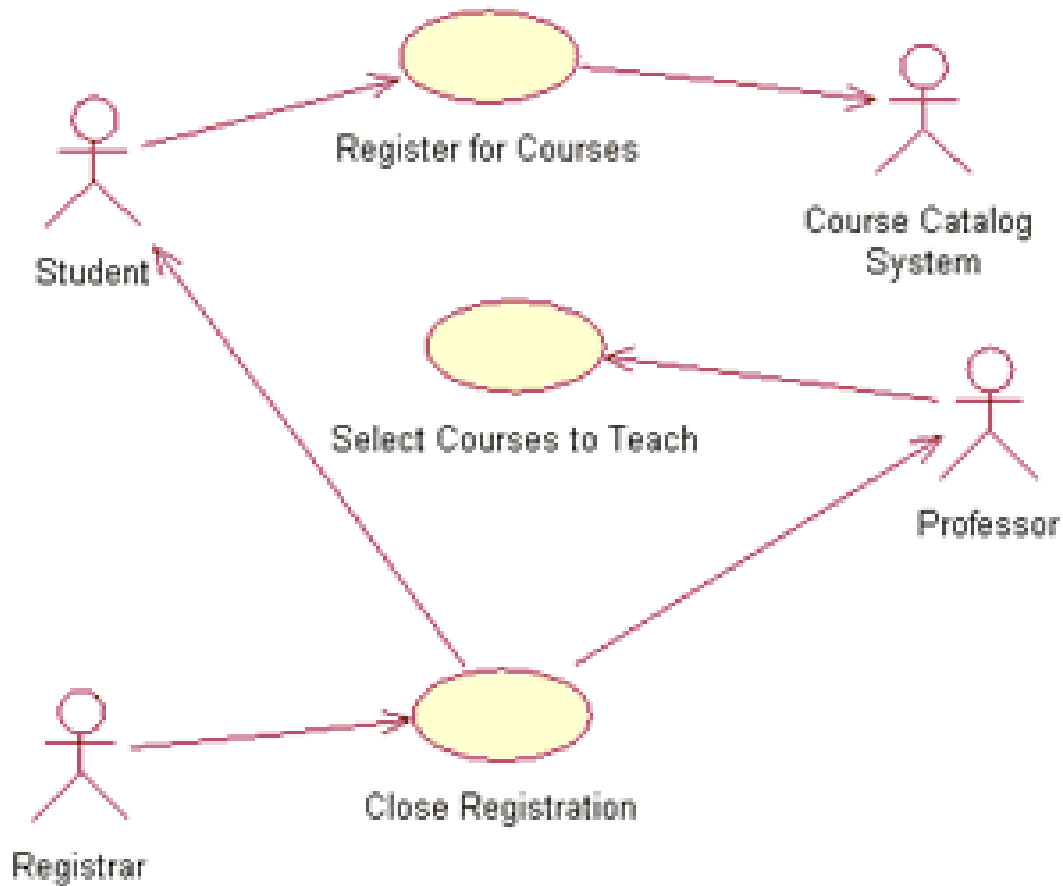 Register for Courses
Course Catalog
System
Student
Select Courses to Teach
Professor
Close Registration
Registrar